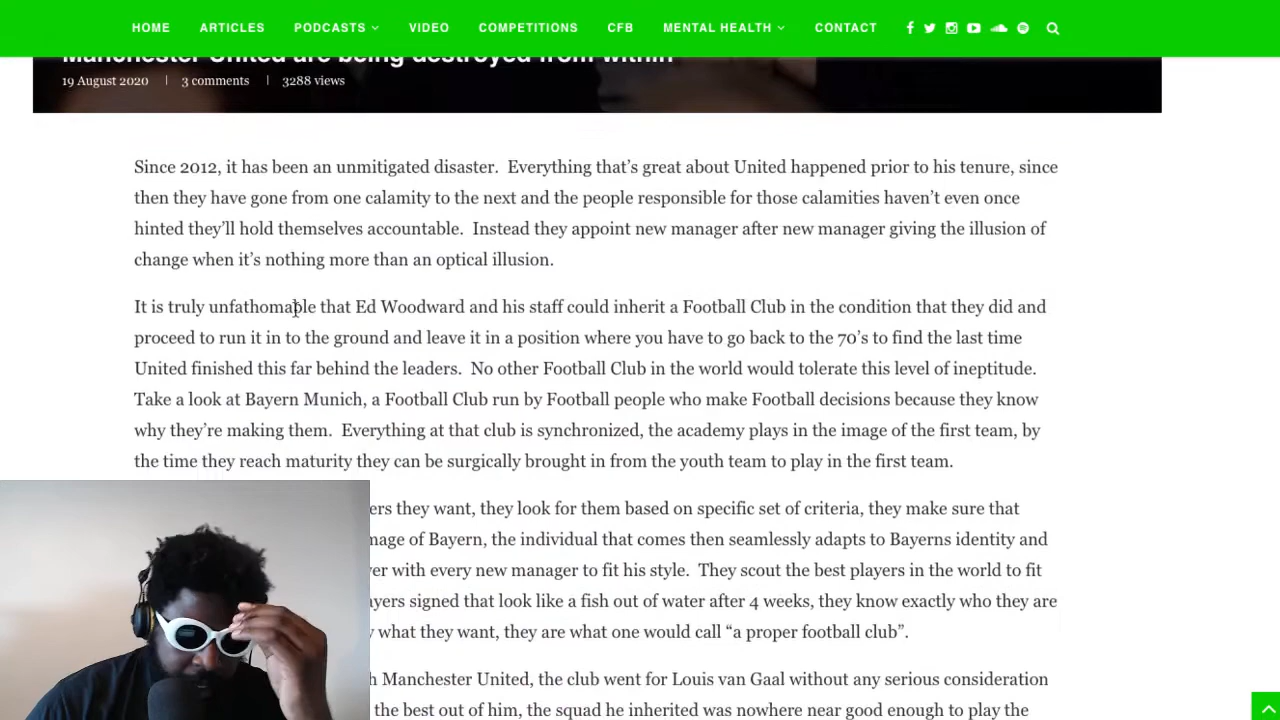 HOME ARTICLES PODCASTS VIDEO COMPETITIONS CFB MENTAL HEALTH CONTACT
Manchester United are being destroyed from within
19 August 2020 3 comments 3288 views
Since 2012, it has been an unmitigated disaster. Everything that's great about United happened prior to his tenure, since
then they have gone from one calamity to the next and the people responsible for those calamities haven't even once
hinted they'll hold themselves accountable. Instead they appoint new manager after new manager giving the illusion of
change when it's nothing more than an optical illusion.
It is truly unfathomable that Ed Woodward and his staff could inherit a Football Club in the condition that they did and
proceed to run it in to the ground and leave it in a position where you have to go back to the 70's to find the last time
United finished this far behind the leaders. No other Football Club in the world would tolerate this level of ineptitude.
Take a look at Bayern Munich, a Football Club run by Football people who make Football decisions because they know
why they're making them. Everything at that club is synchronized, the academy plays in the image of the first team, by
the time they reach maturity they can be surgically brought in from the youth team to play in the first team.
they want, they look for them based on specific set of criteria, they make sure that
of Bayern, the individual that comes then seamlessly adapts to Bayerns identity and
with every new manager to fit his style. They scout the best players in the world to fit
signed that look like a fish out of water after 4 weeks, they know exactly who they are
what they want, they are what one would call “a proper football club”.
Manchester United, the club went for Louis van Gaal without any serious consideration
the best out of him, the squad he inherited was nowhere near good enough to play the